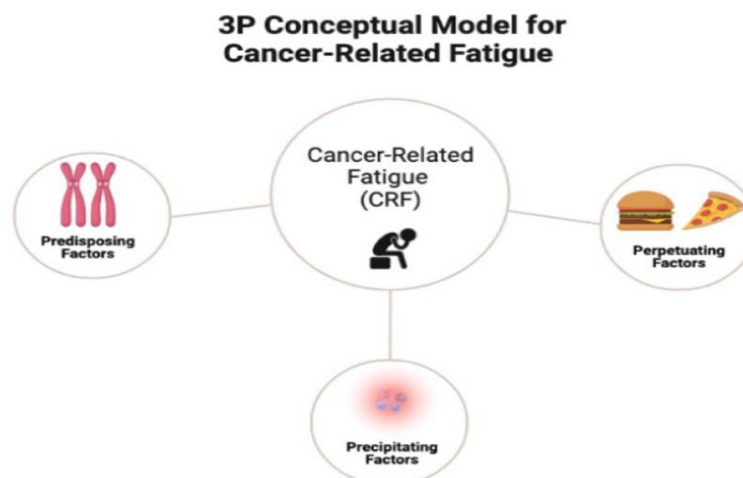 3P Conceptual Model for
Cancer-Related Fatigue
Cancer-Related
Fatigue
(CRF)
Predisposing
Factors
Perpetuating
Factors
Precipitating
Factors